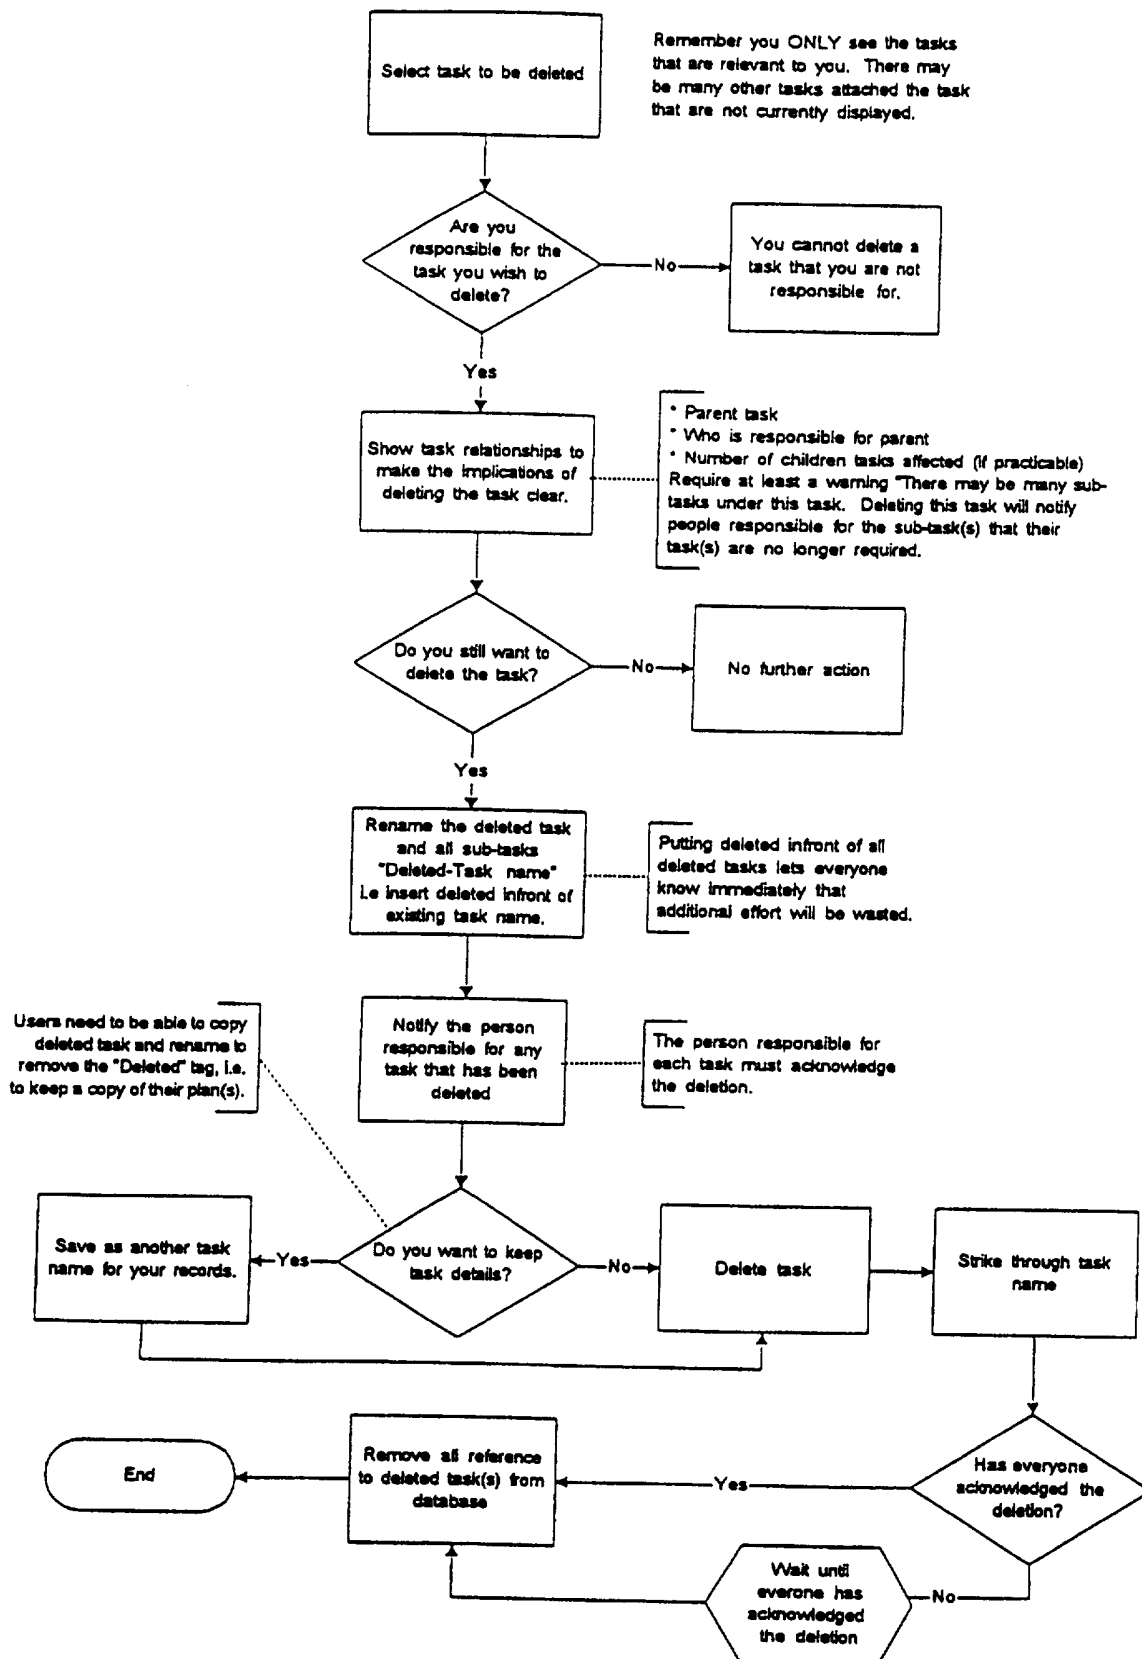 Select task to be deleted
Remember you ONLY see the tasks
that are relevant to you. There may
be many other tasks attached the task
that are not currently displayed.
Are you
responsible for the
task you wish to
delete?
No
You cannot delete a
task that you are not
responsible for.
Yes
Show task relationships to
make the implications of
deleting the task clear.
* Parent task
* Who is responsible for parent
* Number of children tasks affected (if practicable)
Require at least a warning "There may be many sub-
tasks under this task. Deleting this task will notify
people responsible for the sub-task(s) that their
task(s) are no longer required.
Do you still want to
delete the task?
No
No further action
Yes
Rename the deleted task
and all sub-tasks
"Deleted-Task name"
i.e insert deleted infront of
existing task name.
Putting deleted infront of all
deleted tasks lets everyone
know immediately that
additional effort will be wasted.
Users need to be able to copy
deleted task and rename to
remove the "Deleted" tag, i.e.
to keep a copy of their plan(s).
Notify the person
responsible for any
task that has been
deleted
The person responsible for
each task must acknowledge
the deletion.
Save as another task
name for your records.
Yes
Do you want to keep
task details?
No
Delete task
Strike through task
name
End
Remove all reference
to deleted task(s) from
database
Yes
Has everyone
acknowledged the
deletion?
Wait until
everone has
acknowledged
the deletion
No